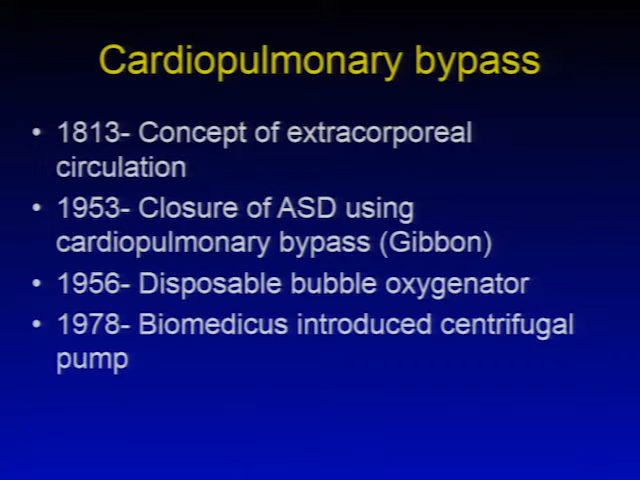 Cardiopulmonary bypass
• 1813- Concept of extracorporeal
circulation
• 1953- Closure of ASD using
cardiopulmonary bypass (Gibbon)
• 1956- Disposable bubble oxygenator
• 1978- Biomedicus introduced centrifugal
pump